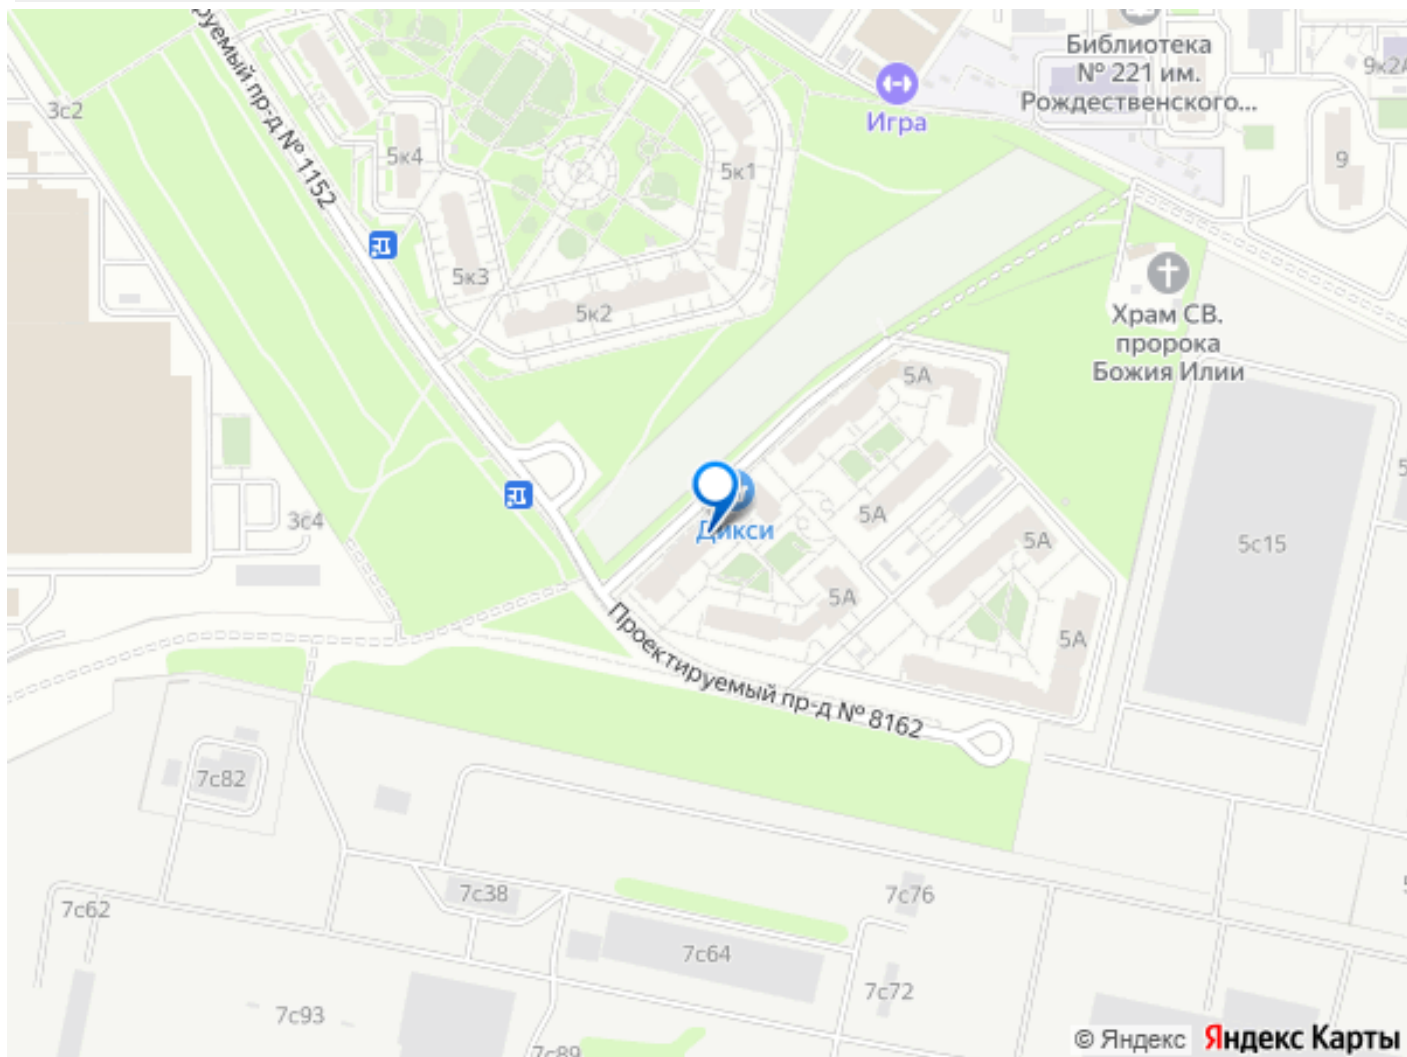 Библиотека
№ 221 им.
Рождественского...
9к2А
3с2
Игра
руемый пр-д № 1152
5к4
5к1
9
5к3
5к2
Храм СВ.
пророка
Божия Илии
5А
Дикси
5А
3с4
5А
5с15
5А
5А
Проектируемый пр-д № 8162
7с82
7с38
7с76
7с62
7с64
7с72
7с93
7с89
© Яндекс Яндекс Карты